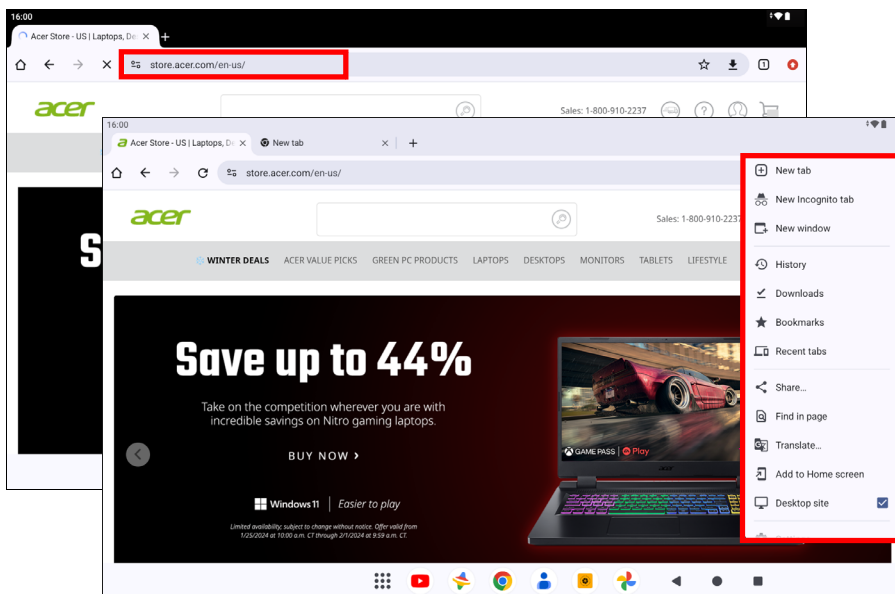 16:00
Acer Store - US | Laptops, De
store.acer.com/en-us/
1
acer
Sales: 1-800-910-2237
?
S
16:00
Acer Store - US | Laptops, De
New tab
store.acer.com/en-us/
acer
Sales: 1-800-910-2237
WINTER DEALS ACER VALUE PICKS GREEN PC PRODUCTS LAPTOPS DESKTOPS MONITORS TABLETS LIFESTYLE
Save up to 44%
Take on the competition wherever you are with
incredible savings on Nitro gaming laptops.
BUY NOW >
GAME PASS | Play
acer
Windows 11 | Easier to play
Limited availability; subject to change without notice. Offer valid from
1/25/2024 at 10:00 a.m. CT through 2/1/2024 at 9:59 a.m. CT.
New tab
New Incognito tab
New window
History
Downloads
Bookmarks
Recent tabs
Share...
Find in page
Translate...
Add to Home screen
Desktop site